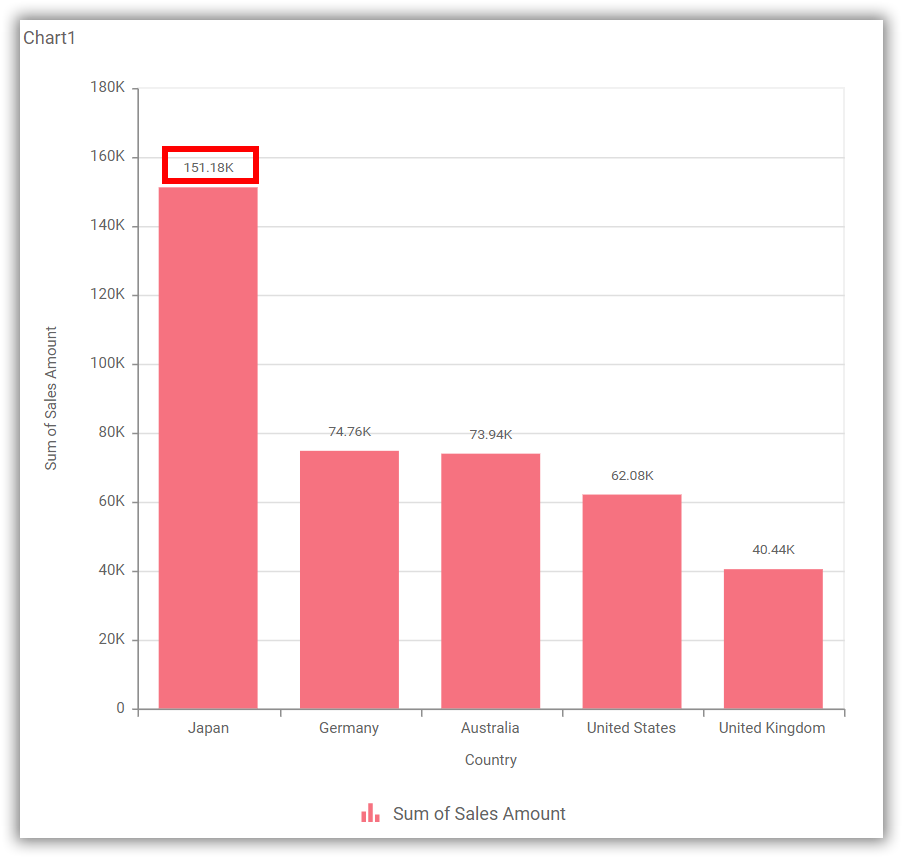 Chart1
180K
160K
140K
120K
100K
80K
60K
40K
20K
0
Sum of Sales Amount
151.18K
74.76K
73.94K
62.08K
40.44K
Japan
Germany
Australia
United States
United Kingdom
Country
Sum of Sales Amount